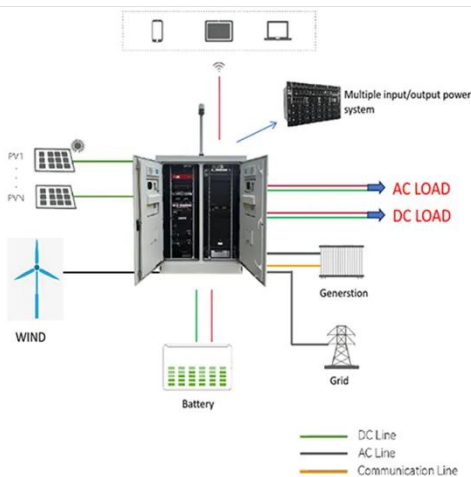 Multiple input/output power
system
PV1
PVN
AC LOAD
DC LOAD
WIND
Generstion
Grid
Battery
DC Line
AC Line
Communication Line